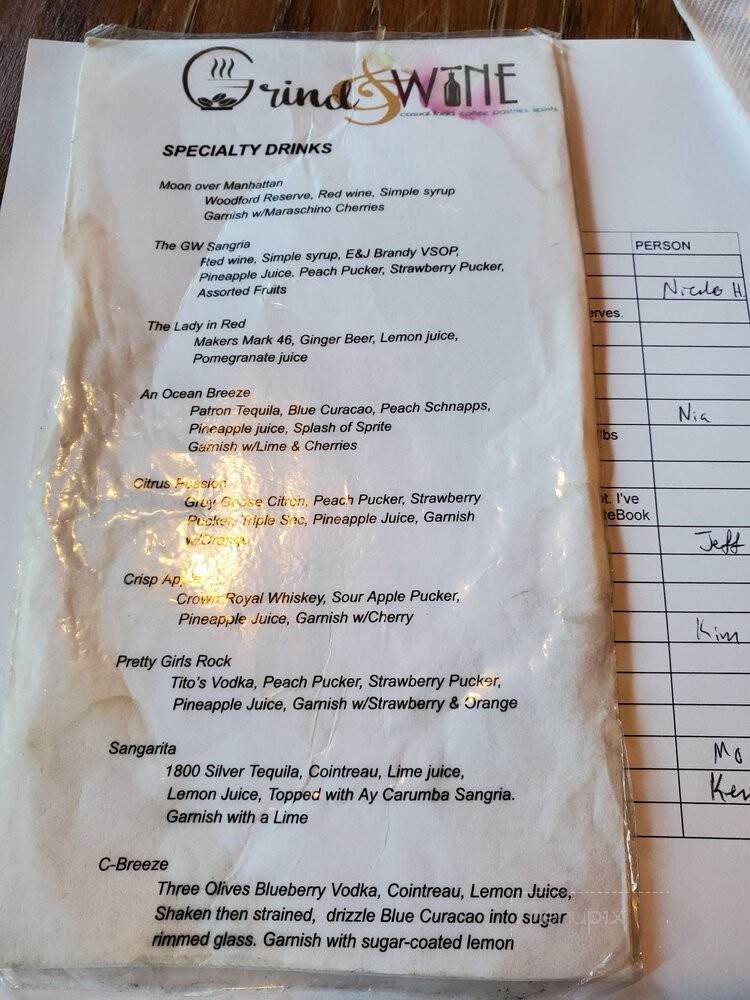 Grind & WINE
casual food, coffee, pastries, spirits
SPECIALTY DRINKS
Moon over Manhattan
Woodford Reserve, Red wine, Simple syrup
Garnish w/Maraschino Cherries
The GW Sangria
Red wine, Simple syrup, E&J Brandy VSOP,
Pineapple Juice. Peach Pucker, Strawberry Pucker,
Assorted Fruits
The Lady in Red
Makers Mark 46, Ginger Beer, Lemon juice,
Pomegranate juice
An Ocean Breeze
Patron Tequila, Blue Curacao, Peach Schnapps,
Pineapple juice, Splash of Sprite
Garnish w/Lime & Cherries
Citrus Passion
Grey Goose Citron, Peach Pucker, Strawberry
Pucker, Triple Sec, Pineapple Juice, Garnish
w/Orange
Crisp Apple
Crown Royal Whiskey, Sour Apple Pucker,
Pineapple Juice, Garnish w/Cherry
Pretty Girls Rock
Tito's Vodka, Peach Pucker, Strawberry Pucker,
Pineapple Juice, Garnish w/Strawberry & Orange
Sangarita
1800 Silver Tequila, Cointreau, Lime juice,
Lemon Juice, Topped with Ay Carumba Sangria.
Garnish with a Lime
C-Breeze
Three Olives Blueberry Vodka, Cointreau, Lemon Juice,
Shaken then strained, drizzle Blue Curacao into sugar
rimmed glass. Garnish with sugar-coated lemon
PERSON
Nicole H
erves.
Nia
lbs
t. I've
teBook
Jeff
Kim
Mo
Ken